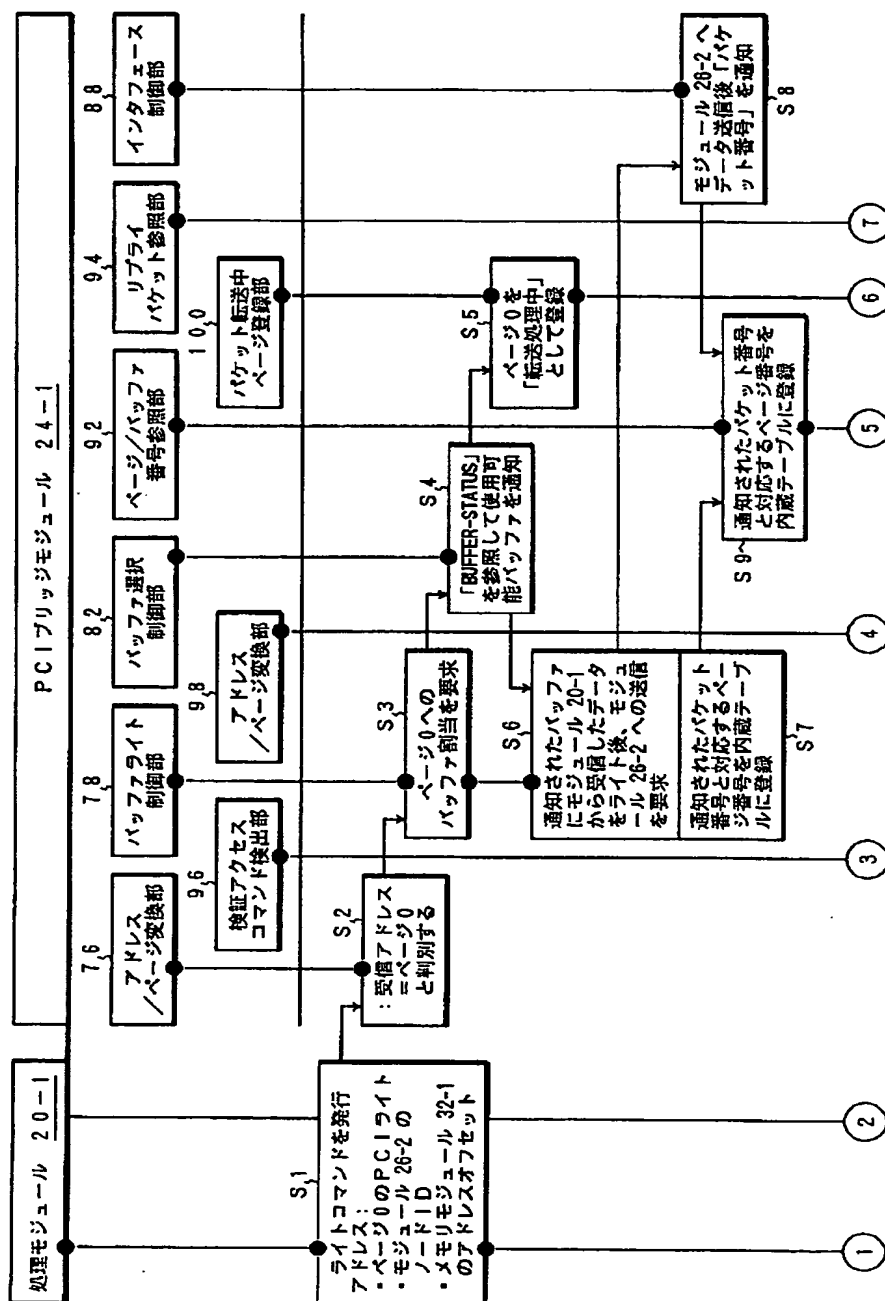 処理モジュール 20-1
PCIブリッジモジュール 24-1
76
アドレス
/ページ変換部
96
検証アクセス
コマンド検出部
78
バッファライト
制御部
98
アドレス
/ページ変換部
82
バッファ選択
制御部
92
ページ/バッファ
番号参照部
100
パケット転送中
ページ登録部
94
リプライ
パケット参照部
88
インタフェース
制御部
S1
ライトコマンドを発行
アドレス:
・ページ0のPCIライト
・モジュール 26-2 の
ノードID
・メモリモジュール 32-1
のアドレスオフセット
S2
:受信アドレス
=ページ0
と判別する
S3
ページ0への
バッファ割当を要求
S4
「BUFFER-STATUS」
を参照して使用可
能バッファを通知
S5
ページ0を
「転送処理中」
として登録
S6
通知されたバッファ
にモジュール 20-1
から受信したデータ
をライト後、モジュ
ール 26-2 への送信
を要求
S7
通知されたパケット
番号と対応するペー
ジ番号を内蔵テーブ
ルに登録
S8
モジュール 26-2 へ
データ送信後「パケ
ット番号」を通知
S9
通知されたパケット番号
と対応するページ番号を
内蔵テーブルに登録
1
2
3
4
5
6
7